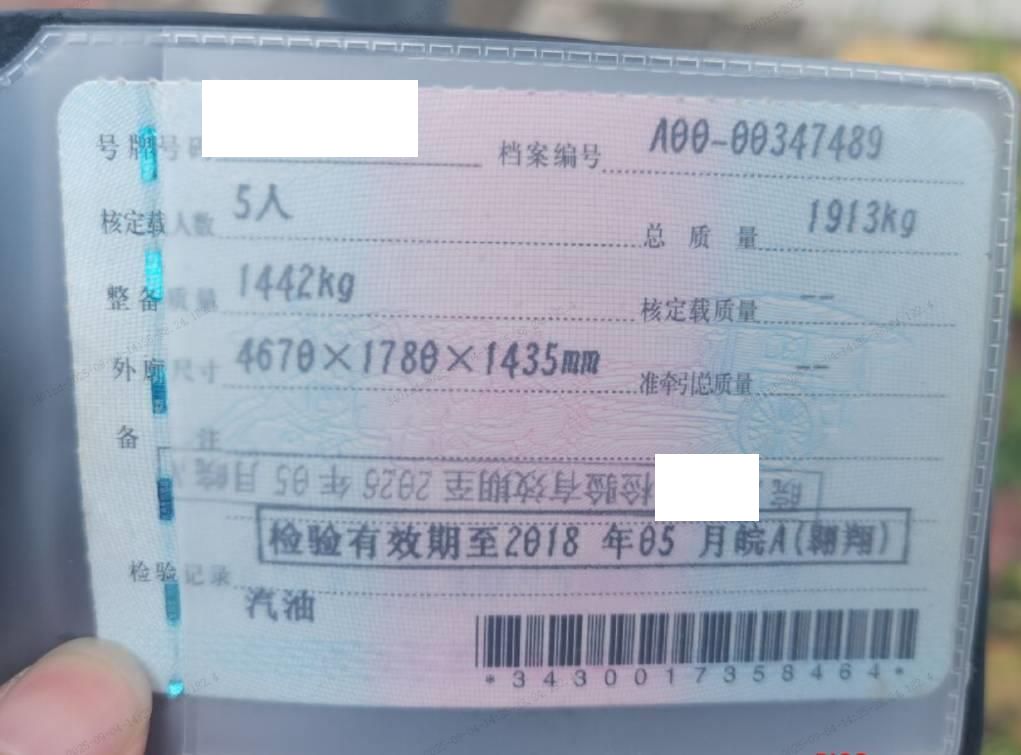 号牌号码 档案编号 A00-00347489
核定载人数 5人 总质量 1913kg
整备质量 1442kg 核定载质量 --
外廓尺寸 4670×1780×1435mm 准牵引总质量 --
备注
检验有效期至2026年05月皖
检验有效期至2018年05月皖A(翱翔)
检验记录
汽油
*3430017358464*